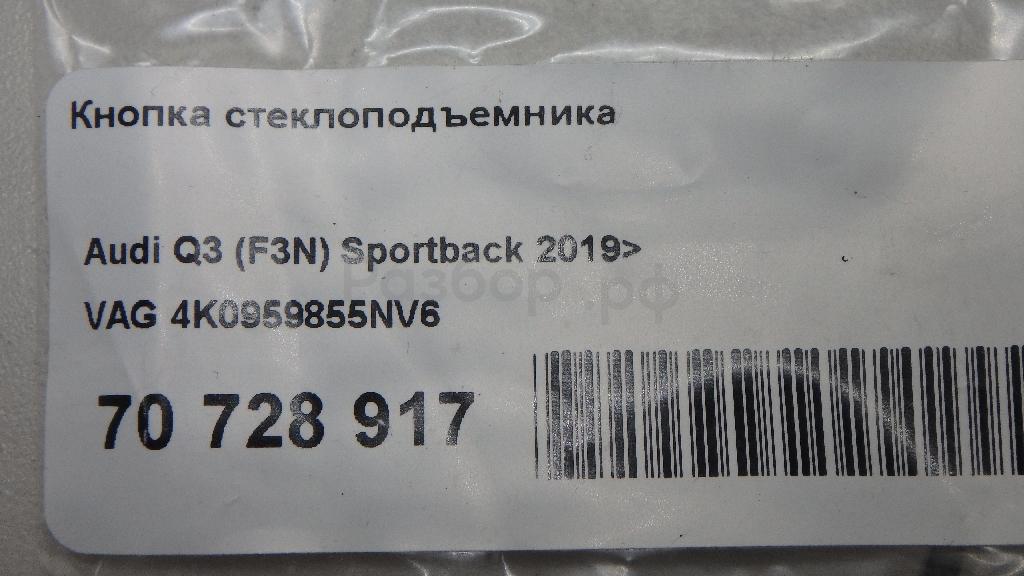 Кнопка стеклоподъемника
Audi Q3 (F3N) Sportback 2019>
Разбор.рф
VAG 4K0959855NV6
70 728 917